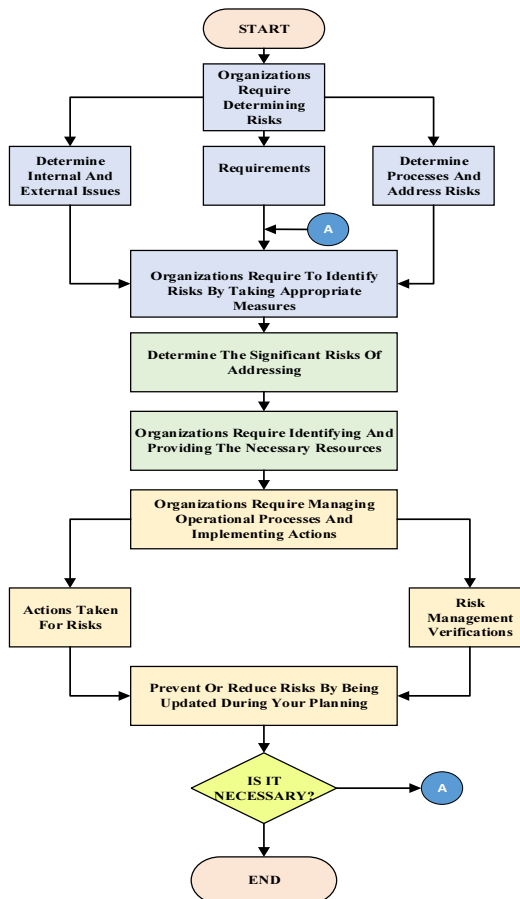 START
Organizations
Require
Determining
Risks
Determine
Internal And
External Issues
Requirements
Determine
Processes And
Address Risks
A
Organizations Require To Identify
Risks By Taking Appropriate
Measures
Determine The Significant Risks Of
Addressing
Organizations Require Identifying And
Providing The Necessary Resources
Organizations Require Managing
Operational Processes And
Implementing Actions
Actions Taken
For Risks
Risk
Management
Verifications
Prevent Or Reduce Risks By Being
Updated During Your Planning
IS IT
NECESSARY?
A
END